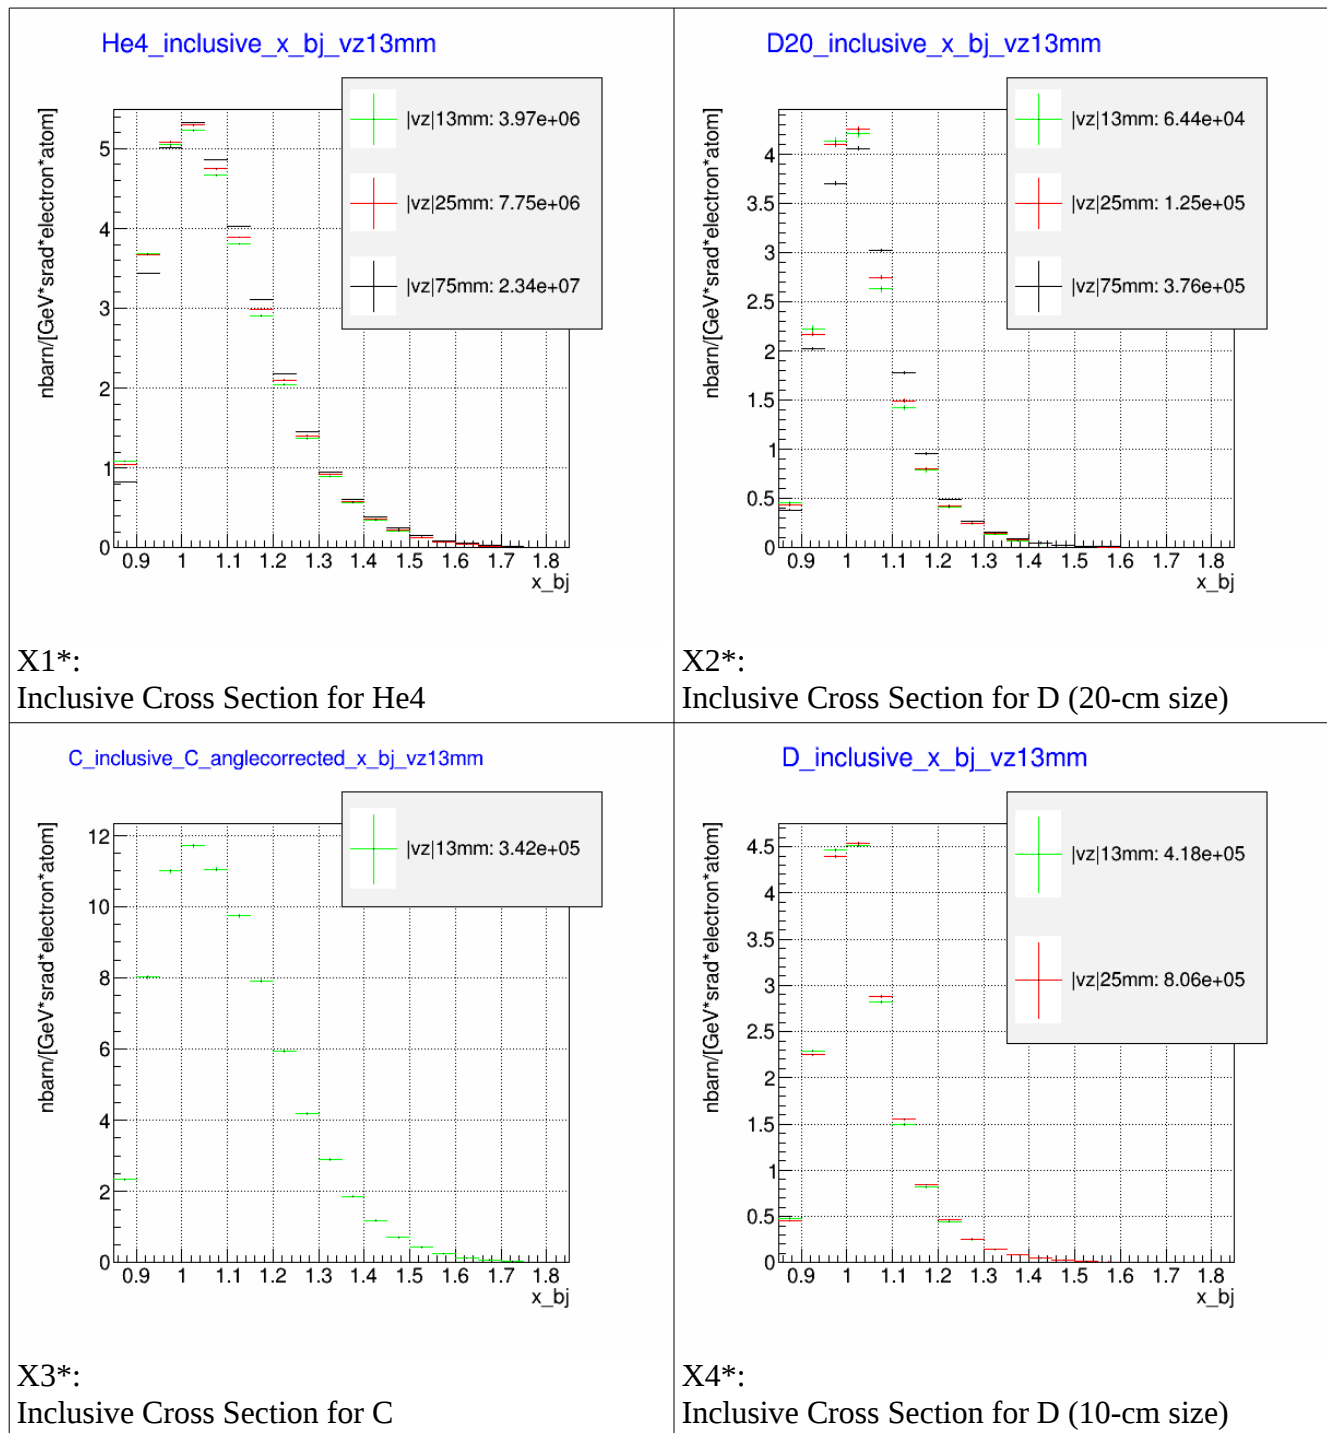 He4_inclusive_x_bj_vz13mm
nbarn/[GeV*srad*electron*atom]
|vz|13mm: 3.97e+06
|vz|25mm: 7.75e+06
|vz|75mm: 2.34e+07
5
4
3
2
1
0
0.9 1 1.1 1.2 1.3 1.4 1.5 1.6 1.7 1.8
x_bj
X1*:
Inclusive Cross Section for He4
D20_inclusive_x_bj_vz13mm
nbarn/[GeV*srad*electron*atom]
|vz|13mm: 6.44e+04
|vz|25mm: 1.25e+05
|vz|75mm: 3.76e+05
4
3.5
3
2.5
2
1.5
1
0.5
0
0.9 1 1.1 1.2 1.3 1.4 1.5 1.6 1.7 1.8
x_bj
X2*:
Inclusive Cross Section for D (20-cm size)
C_inclusive_C_anglecorrected_x_bj_vz13mm
nbarn/[GeV*srad*electron*atom]
|vz|13mm: 3.42e+05
12
10
8
6
4
2
0
0.9 1 1.1 1.2 1.3 1.4 1.5 1.6 1.7 1.8
x_bj
X3*:
Inclusive Cross Section for C
D_inclusive_x_bj_vz13mm
nbarn/[GeV*srad*electron*atom]
|vz|13mm: 4.18e+05
|vz|25mm: 8.06e+05
4.5
4
3.5
3
2.5
2
1.5
1
0.5
0
0.9 1 1.1 1.2 1.3 1.4 1.5 1.6 1.7 1.8
x_bj
X4*:
Inclusive Cross Section for D (10-cm size)